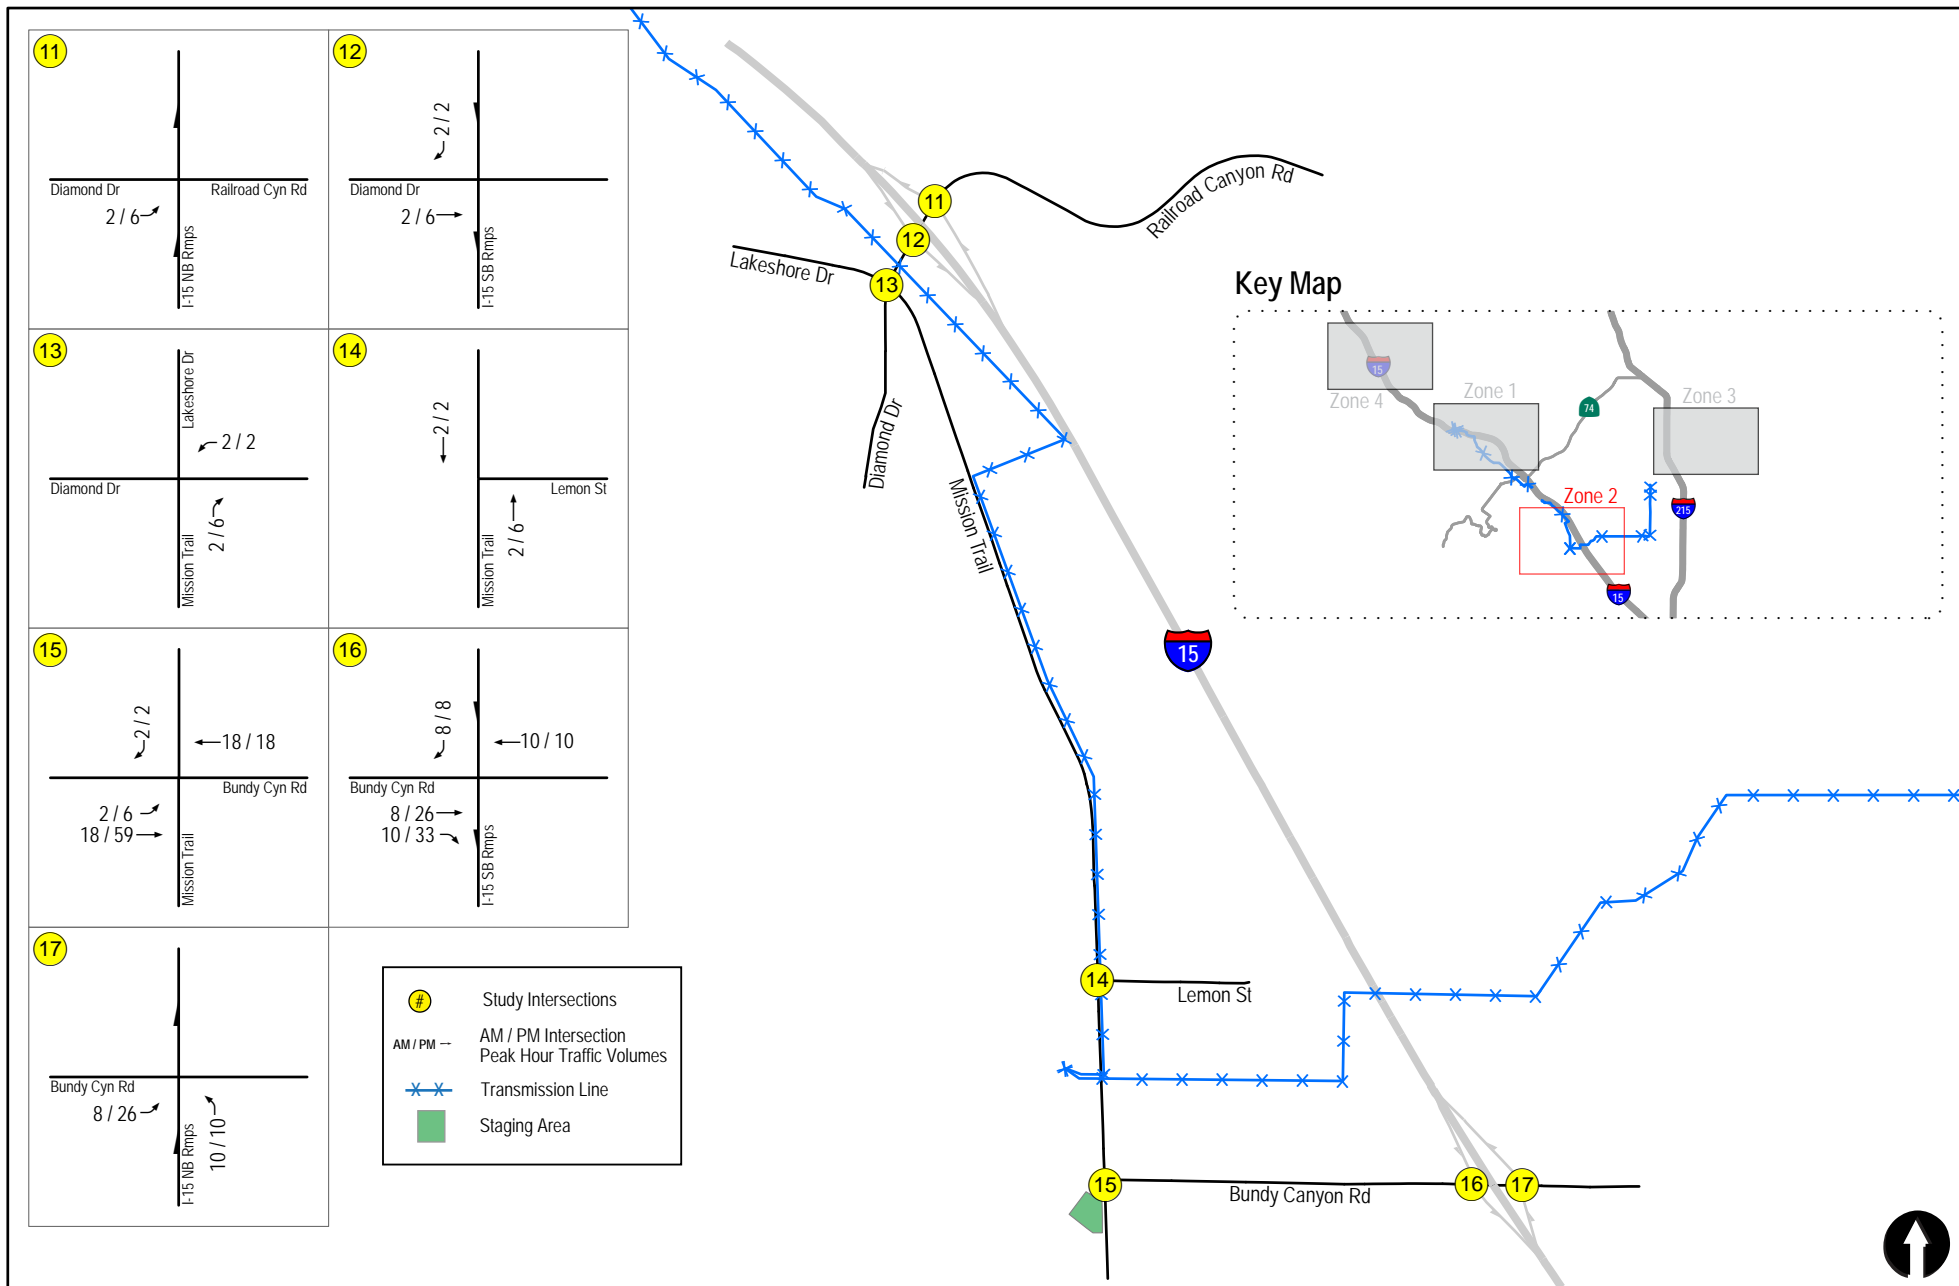 11
Diamond Dr
Railroad Cyn Rd
2 / 6
I-15 NB Rmps
12
2 / 2
Diamond Dr
2 / 6
I-15 SB Rmps
13
Lakeshore Dr
2 / 2
Diamond Dr
2 / 6
Mission Trail
14
2 / 2
Lemon St
2 / 6
Mission Trail
15
2 / 2
18 / 18
Bundy Cyn Rd
2 / 6
18 / 59
Mission Trail
16
8 / 8
10 / 10
Bundy Cyn Rd
8 / 26
10 / 33
I-15 SB Rmps
17
Bundy Cyn Rd
8 / 26
I-15 NB Rmps
10 / 10
#
Study Intersections
AM / PM
AM / PM Intersection
Peak Hour Traffic Volumes
Transmission Line
Staging Area
11
12
13
Railroad Canyon Rd
Lakeshore Dr
Diamond Dr
Mission Trail
15
14
Lemon St
15
Bundy Canyon Rd
16
17
Key Map
15
Zone 4
Zone 1
74
Zone 3
Zone 2
215
15